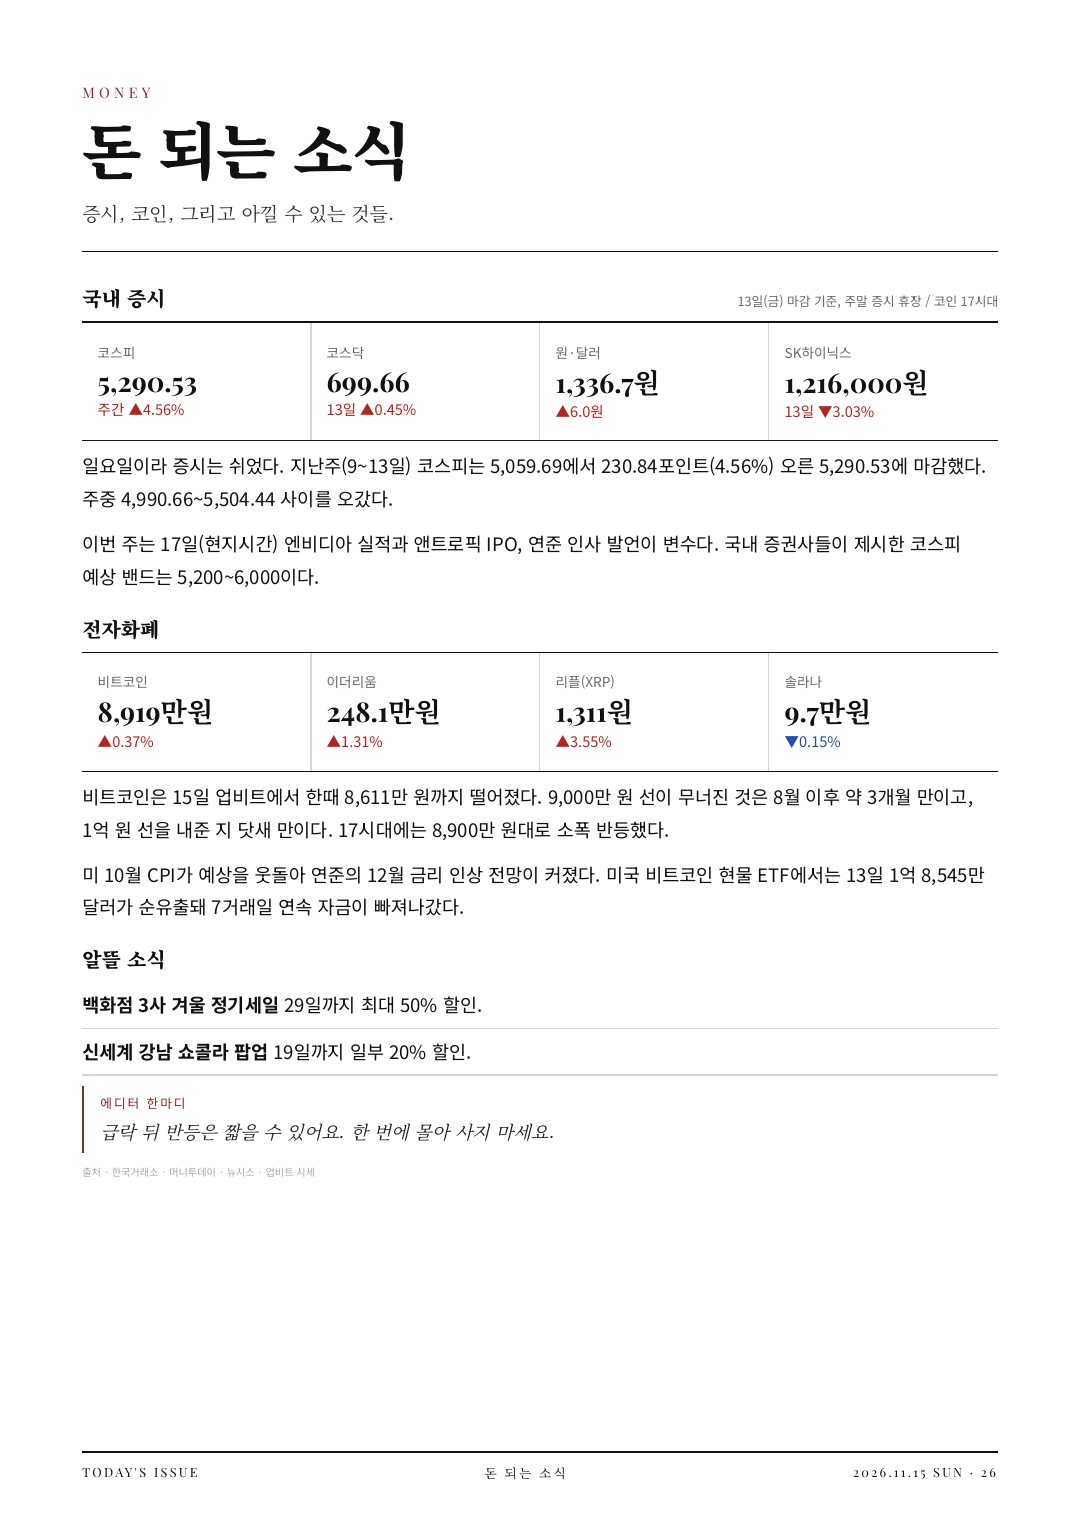 MONEY
돈 되는 소식
증시, 코인, 그리고 아낄 수 있는 것들.
국내 증시
13일(금) 마감 기준, 주말 증시 휴장 / 코인 17시대
코스피
5,290.53
주간 ▲4.56%
코스닥
699.66
13일 ▲0.45%
원·달러
1,336.7원
▲6.0원
SK하이닉스
1,216,000원
13일 ▼3.03%
일요일이라 증시는 쉬었다. 지난주(9~13일) 코스피는 5,059.69에서 230.84포인트(4.56%) 오른 5,290.53에 마감했다.
주중 4,990.66~5,504.44 사이를 오갔다.
이번 주는 17일(현지시간) 엔비디아 실적과 앤트로픽 IPO, 연준 인사 발언이 변수다. 국내 증권사들이 제시한 코스피
예상 밴드는 5,200~6,000이다.
전자화폐
비트코인
8,919만원
▲0.37%
이더리움
248.1만원
▲1.31%
리플(XRP)
1,311원
▲3.55%
솔라나
9.7만원
▼0.15%
비트코인은 15일 업비트에서 한때 8,611만 원까지 떨어졌다. 9,000만 원 선이 무너진 것은 8월 이후 약 3개월 만이고,
1억 원 선을 내준 지 닷새 만이다. 17시대에는 8,900만 원대로 소폭 반등했다.
미 10월 CPI가 예상을 웃돌아 연준의 12월 금리 인상 전망이 커졌다. 미국 비트코인 현물 ETF에서는 13일 1억 8,545만
달러가 순유출돼 7거래일 연속 자금이 빠져나갔다.
알뜰 소식
백화점 3사 겨울 정기세일 29일까지 최대 50% 할인.
신세계 강남 쇼콜라 팝업 19일까지 일부 20% 할인.
에디터 한마디
급락 뒤 반등은 짧을 수 있어요. 한 번에 몰아 사지 마세요.
출처 · 한국거래소 · 머니투데이 · 뉴시스 · 업비트 시세
TODAY'S ISSUE
돈 되는 소식
2026.11.15 SUN · 26